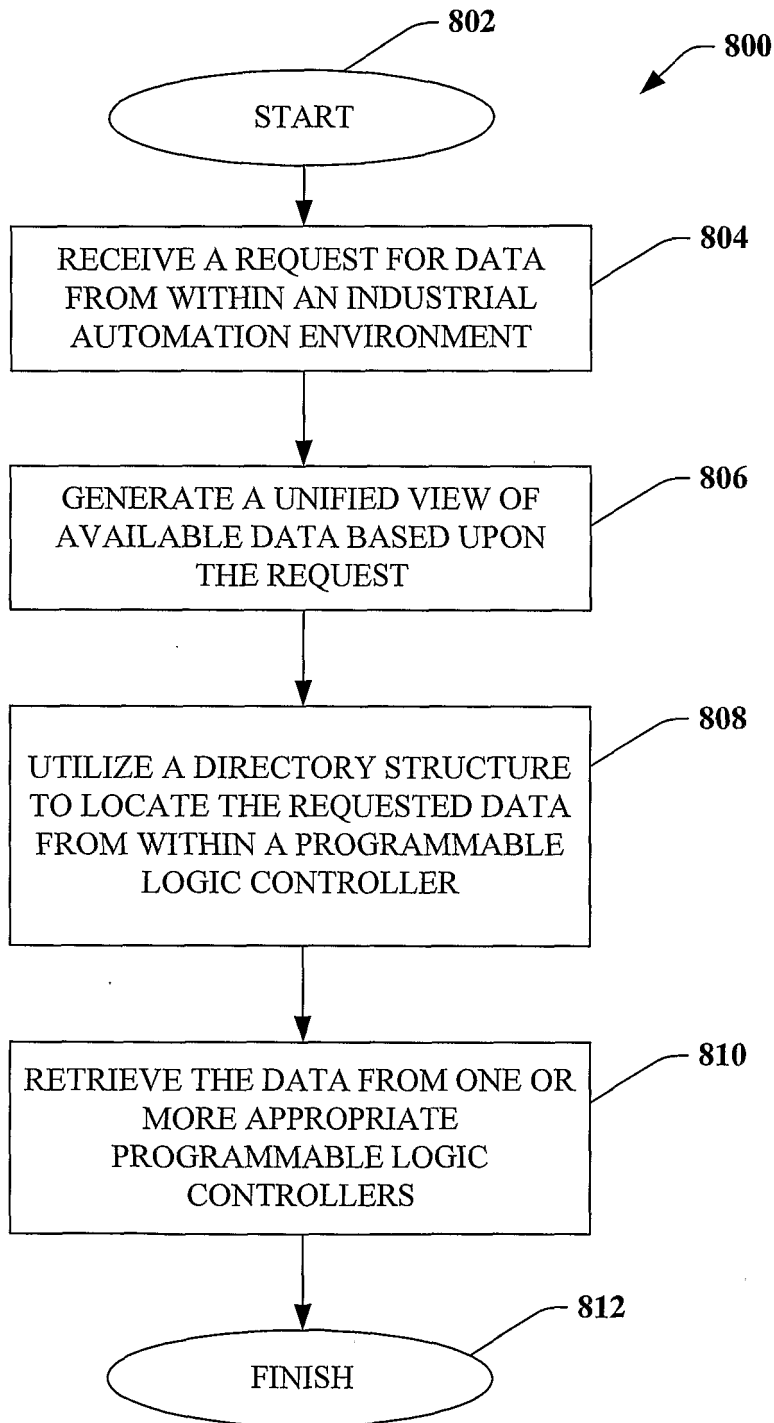 802
800
START
804
RECEIVE A REQUEST FOR DATA
FROM WITHIN AN INDUSTRIAL
AUTOMATION ENVIRONMENT
806
GENERATE A UNIFIED VIEW OF
AVAILABLE DATA BASED UPON
THE REQUEST
808
UTILIZE A DIRECTORY STRUCTURE
TO LOCATE THE REQUESTED DATA
FROM WITHIN A PROGRAMMABLE
LOGIC CONTROLLER
810
RETRIEVE THE DATA FROM ONE OR
MORE APPROPRIATE
PROGRAMMABLE LOGIC
CONTROLLERS
812
FINISH